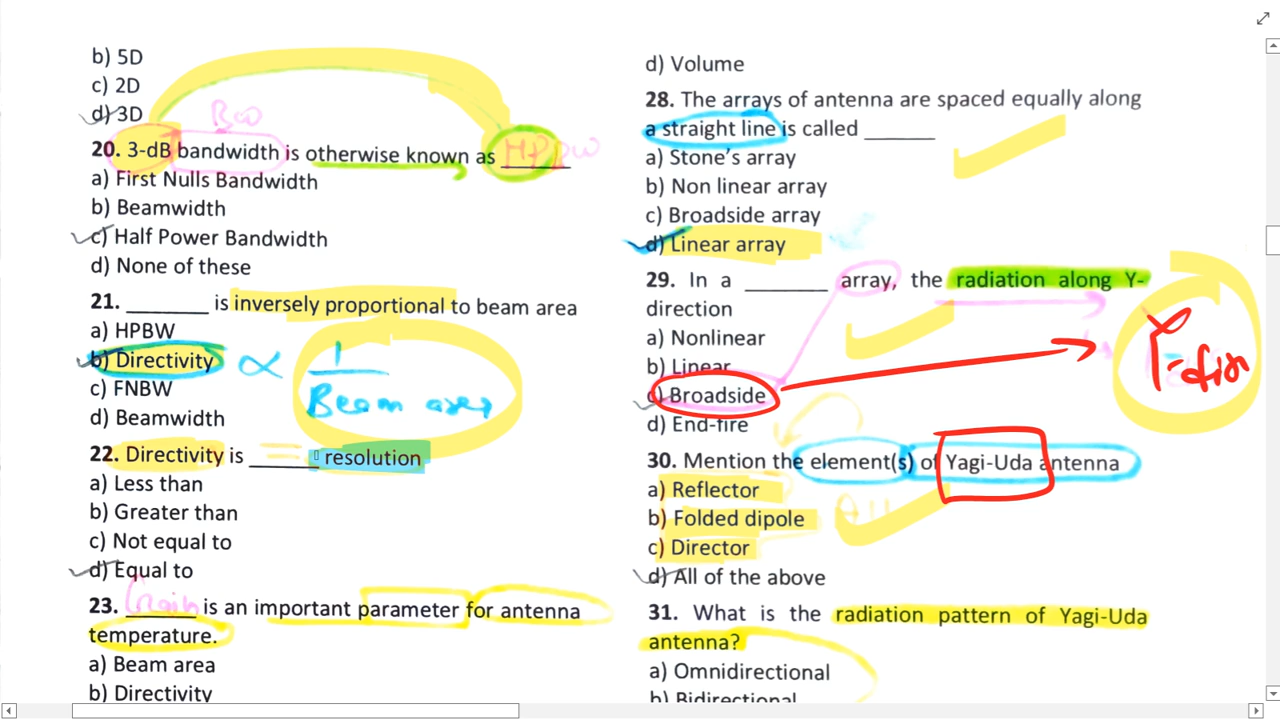 b) 5D
c) 2D
d) 3D
BW
20. 3-dB bandwidth is otherwise known as HPBW
a) First Nulls Bandwidth
b) Beamwidth
c) Half Power Bandwidth
d) None of these
21. ________ is inversely proportional to beam area
a) HPBW
b) Directivity ∝ 1 / Beam area
c) FNBW
d) Beamwidth
22. Directivity is ______ = resolution
a) Less than
b) Greater than
c) Not equal to
d) Equal to
23. Gain is an important parameter for antenna
temperature.
a) Beam area
b) Directivity
d) Volume
28. The arrays of antenna are spaced equally along
a straight line is called ______
a) Stone's array
b) Non linear array
c) Broadside array
d) Linear array
29. In a _______ array, the radiation along Y-
direction
a) Nonlinear
b) Linear
c) Broadside
Y-dirn
d) End-fire
30. Mention the element(s) of Yagi-Uda antenna
a) Reflector
b) Folded dipole
All
c) Director
d) All of the above
31. What is the radiation pattern of Yagi-Uda
antenna?
a) Omnidirectional
b) Bidirectional